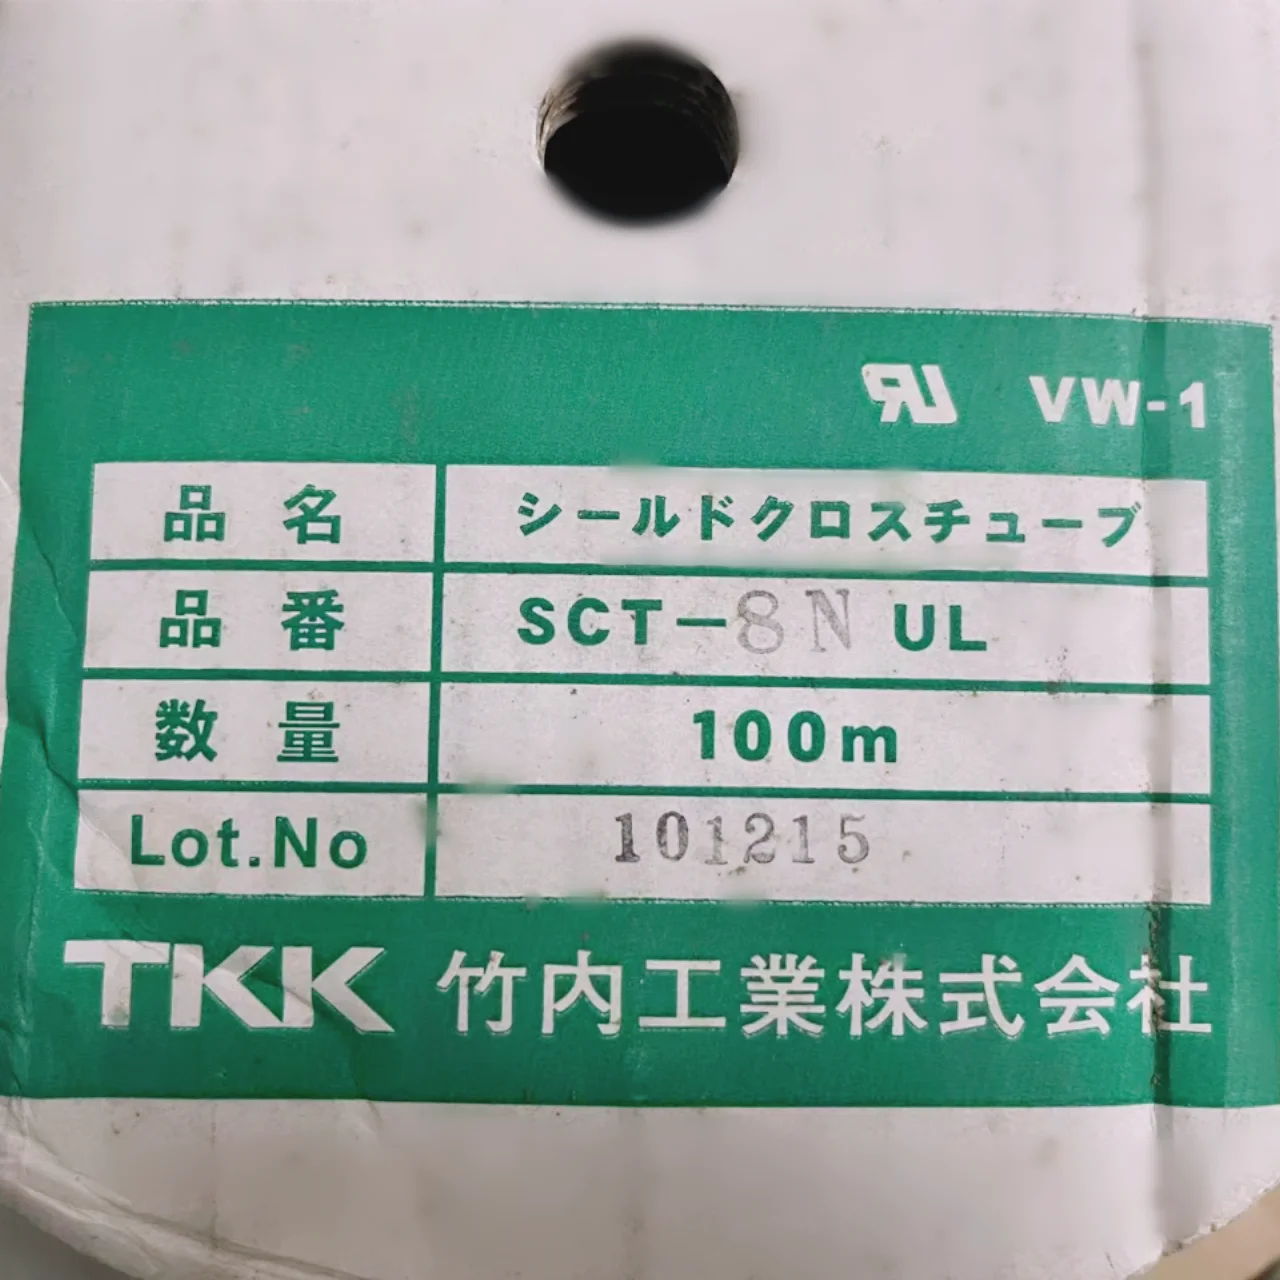 VW-1
品名 シールドクロスチューブ
品番 SCT-8N UL
数量 100m
Lot.No 101215
TKK 竹内工業株式会社